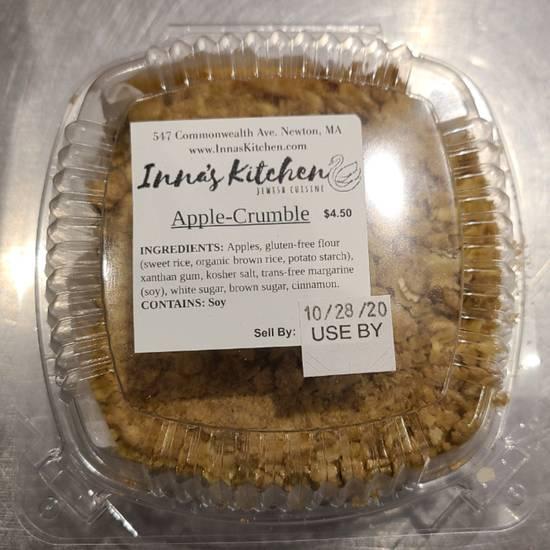 547 Commonwealth Ave. Newton, MA
www.InnasKitchen.com
Inna's Kitchen
JEWISH CUISINE
Apple-Crumble $4.50
INGREDIENTS: Apples, gluten-free flour
(sweet rice, organic brown rice, potato starch),
xanthan gum, kosher salt, trans-free margarine
(soy), white sugar, brown sugar, cinnamon.
CONTAINS: Soy
Sell By: 10/28/20
USE BY